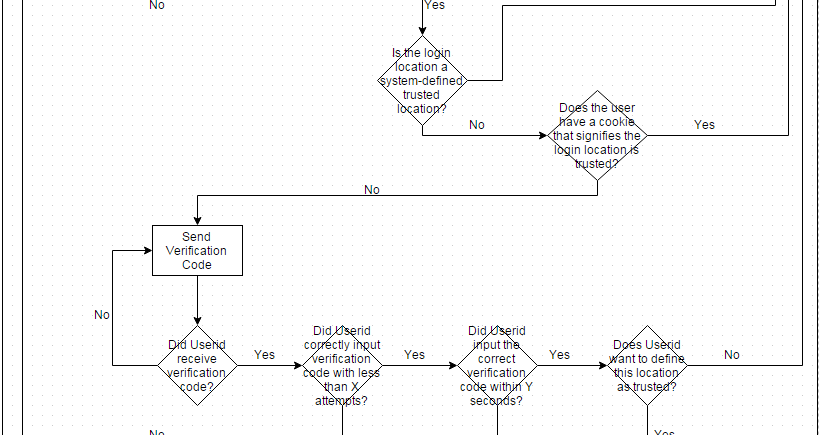 No
Yes
Is the login
location a
system-defined
trusted
location?
No
Does the user
have a cookie
that signifies the
login location is
trusted?
Yes
No
Send
Verification
Code
No
Did Userid
receive
verification
code?
Yes
Did Userid
correctly input
verification
code with less
than X
attempts?
Yes
Did Userid
input the
correct
verification
code within Y
seconds?
Yes
Does Userid
want to define
this location
as trusted?
No
No
Yes